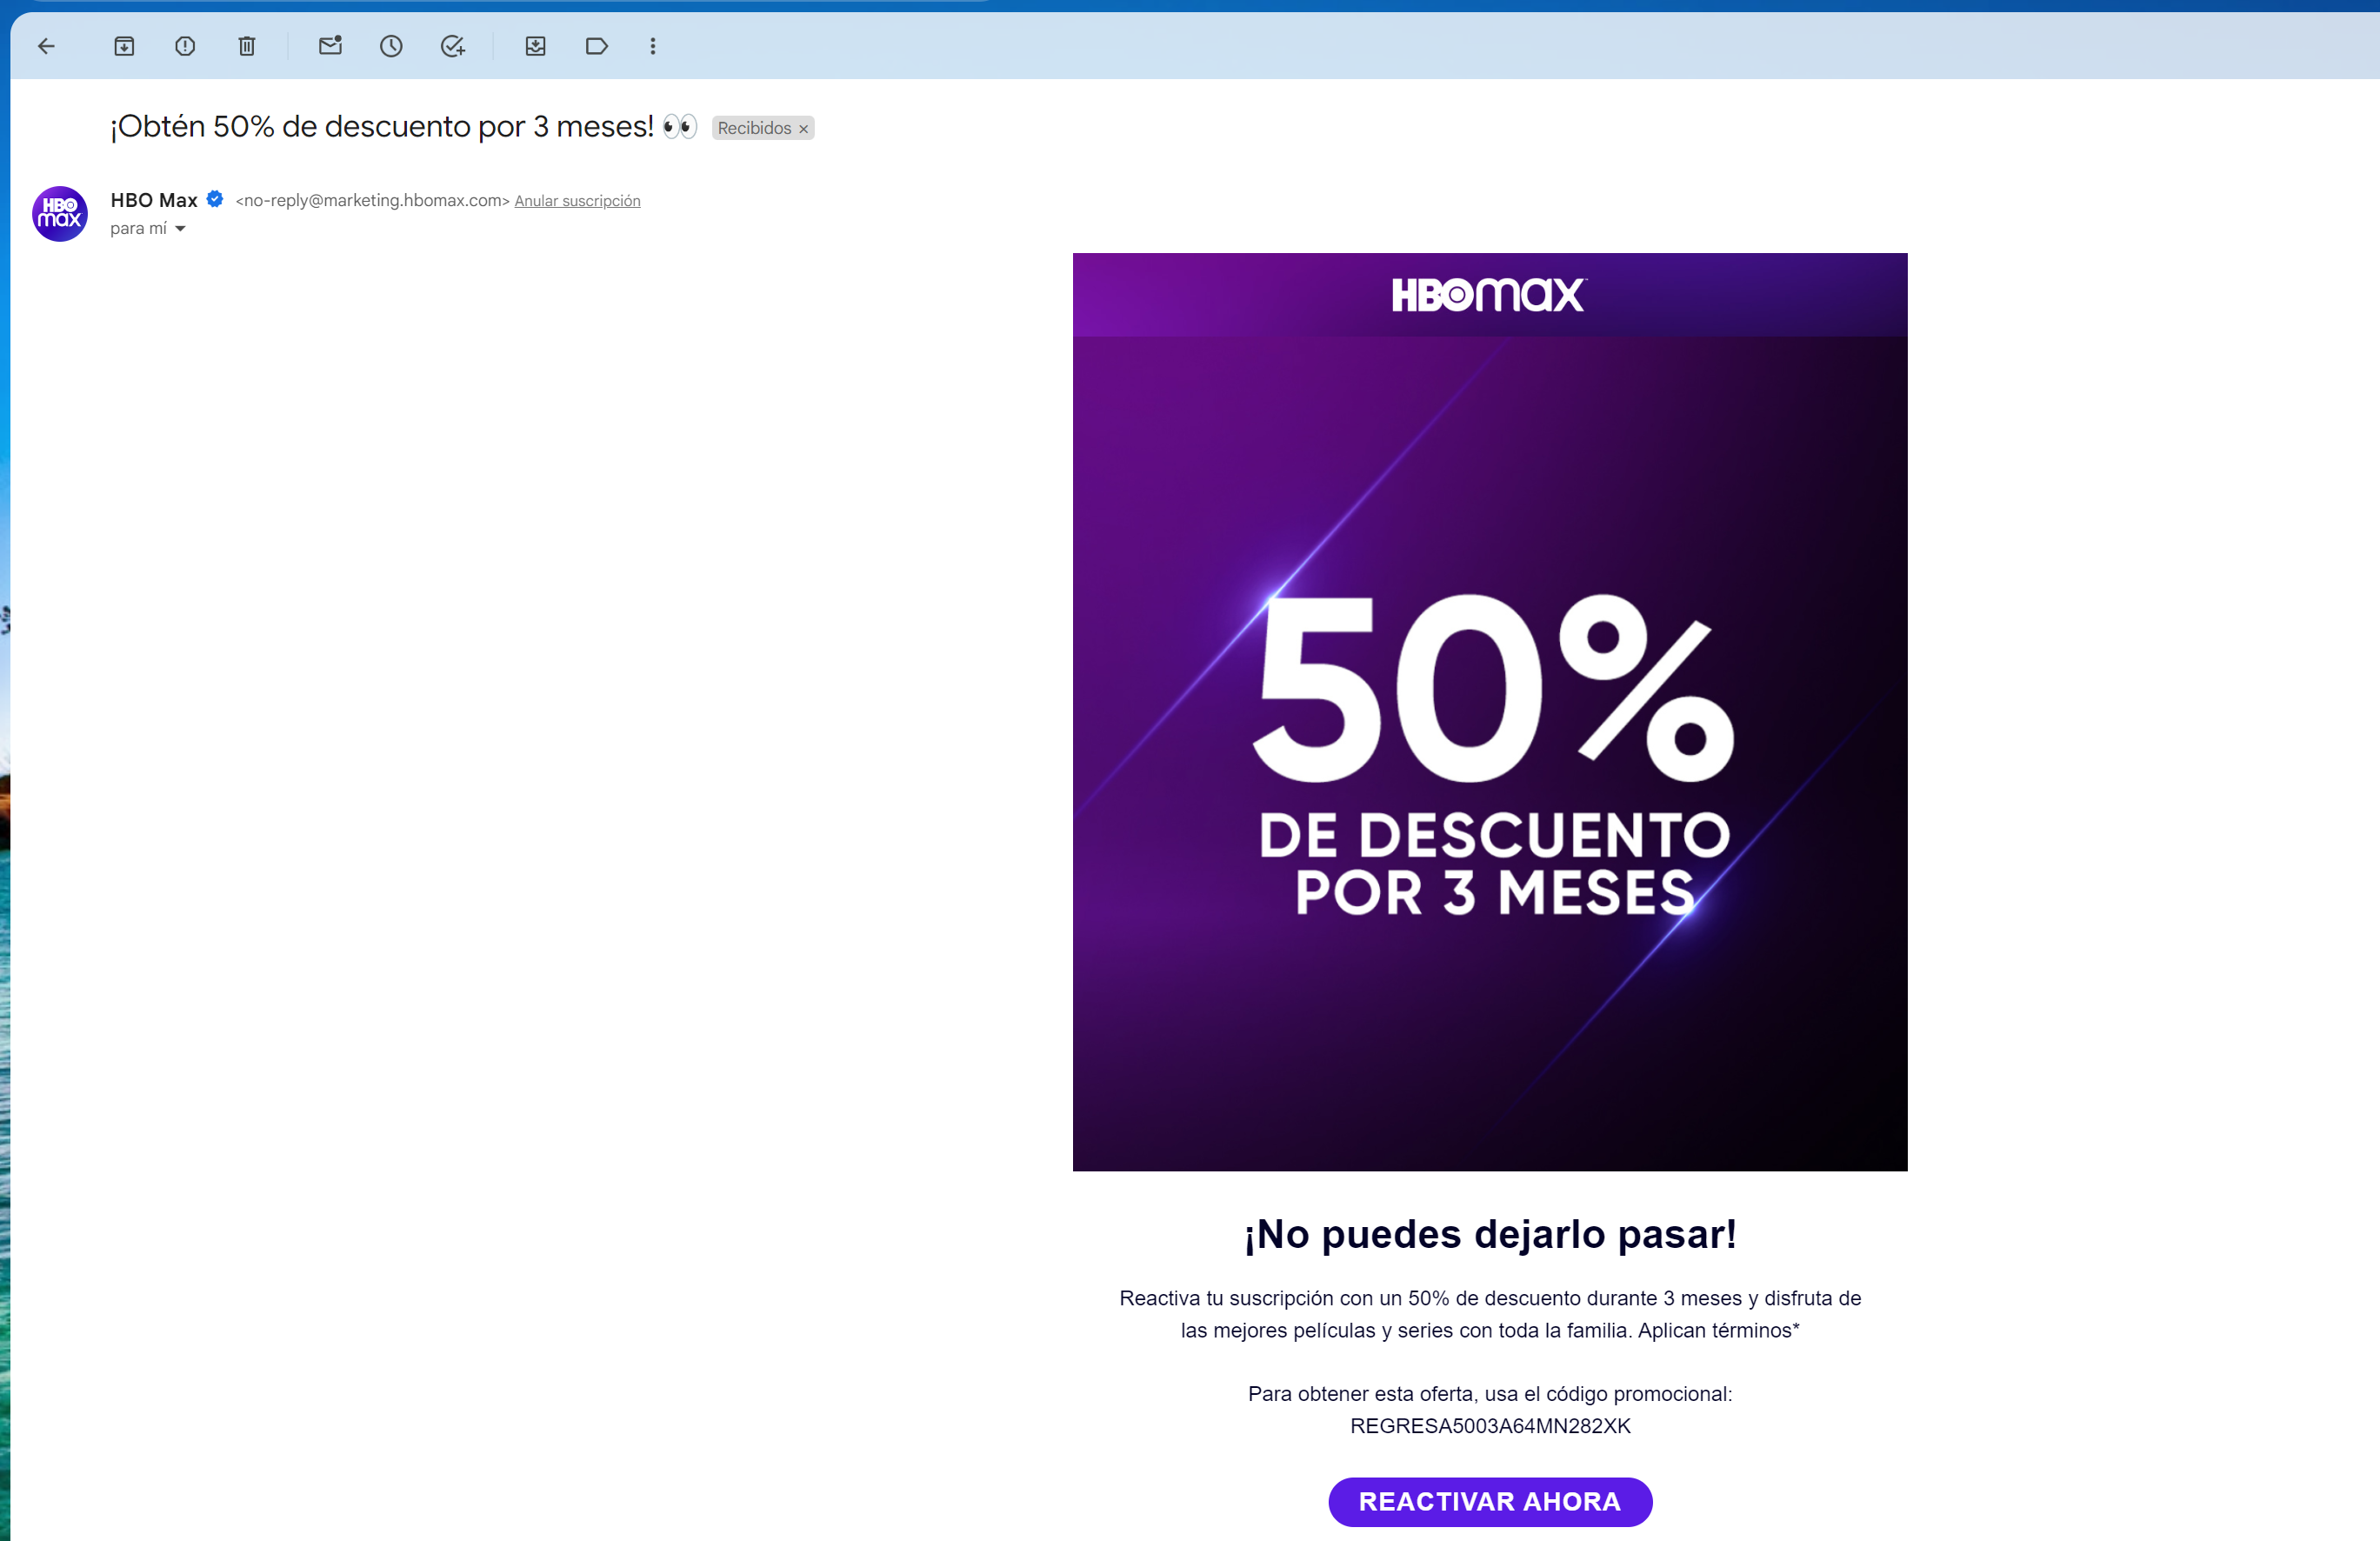 ¡Obtén 50% de descuento por 3 meses! 👀 Recibidos ×
HBO max
HBO Max <no-reply@marketing.hbomax.com> Anular suscripción
para mí
HBOmax
50%
DE DESCUENTO
POR 3 MESES
¡No puedes dejarlo pasar!
Reactiva tu suscripción con un 50% de descuento durante 3 meses y disfruta de
las mejores películas y series con toda la familia. Aplican términos*
Para obtener esta oferta, usa el código promocional:
REGRESA5003A64MN282XK
REACTIVAR AHORA